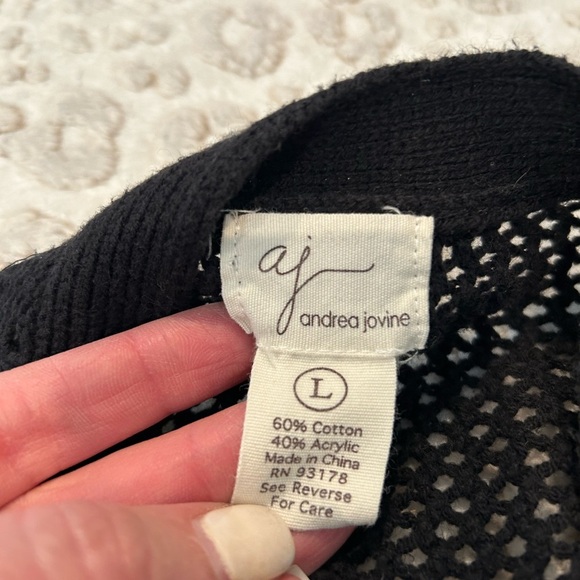 aj
andrea jovine
L
60% Cotton
40% Acrylic
Made in China
RN 93178
See Reverse
For Care